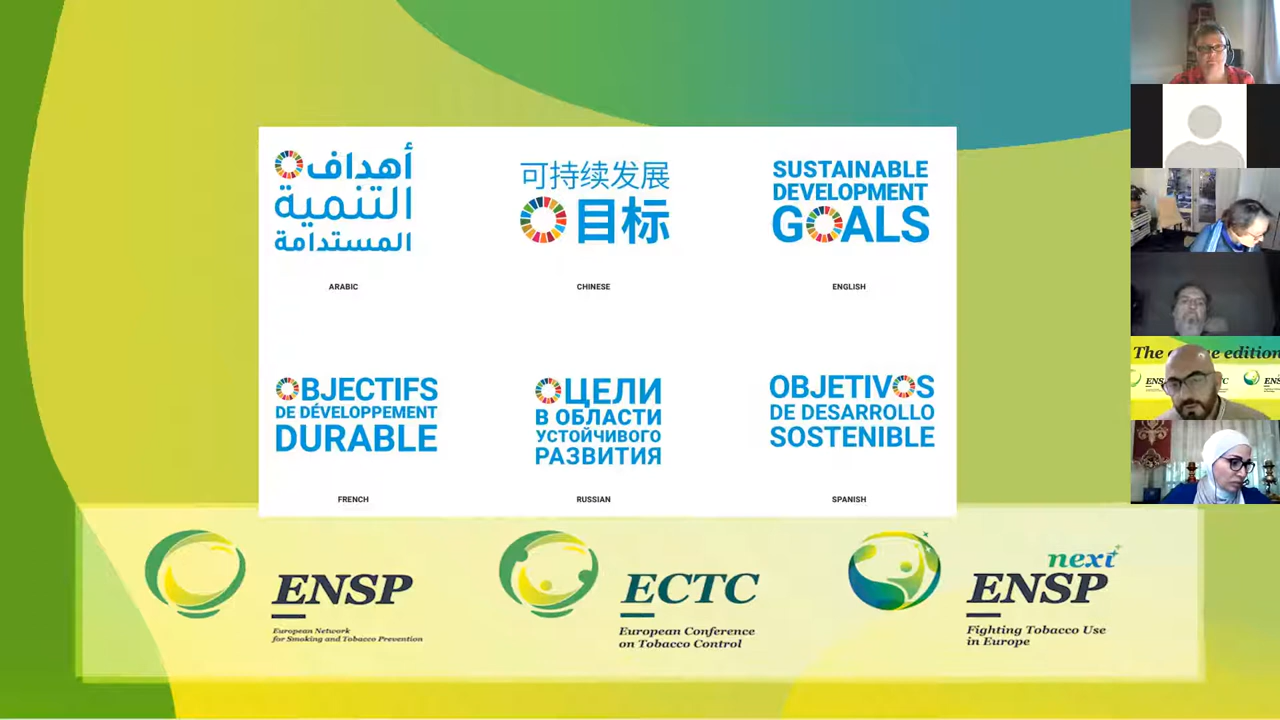 أهداف
التنمية
المستدامة
ARABIC
可持续发展
目标
CHINESE
SUSTAINABLE
DEVELOPMENT
GOALS
ENGLISH
OBJECTIFS
DE DÉVELOPPEMENT
DURABLE
FRENCH
ЦЕЛИ
В ОБЛАСТИ
УСТОЙЧИВОГО
РАЗВИТИЯ
RUSSIAN
OBJETIVOS
DE DESARROLLO
SOSTENIBLE
SPANISH
ENSP
European Network
for Smoking and Tobacco Prevention
ECTC
European Conference
on Tobacco Control
next
ENSP
Fighting Tobacco Use
in Europe
The edition